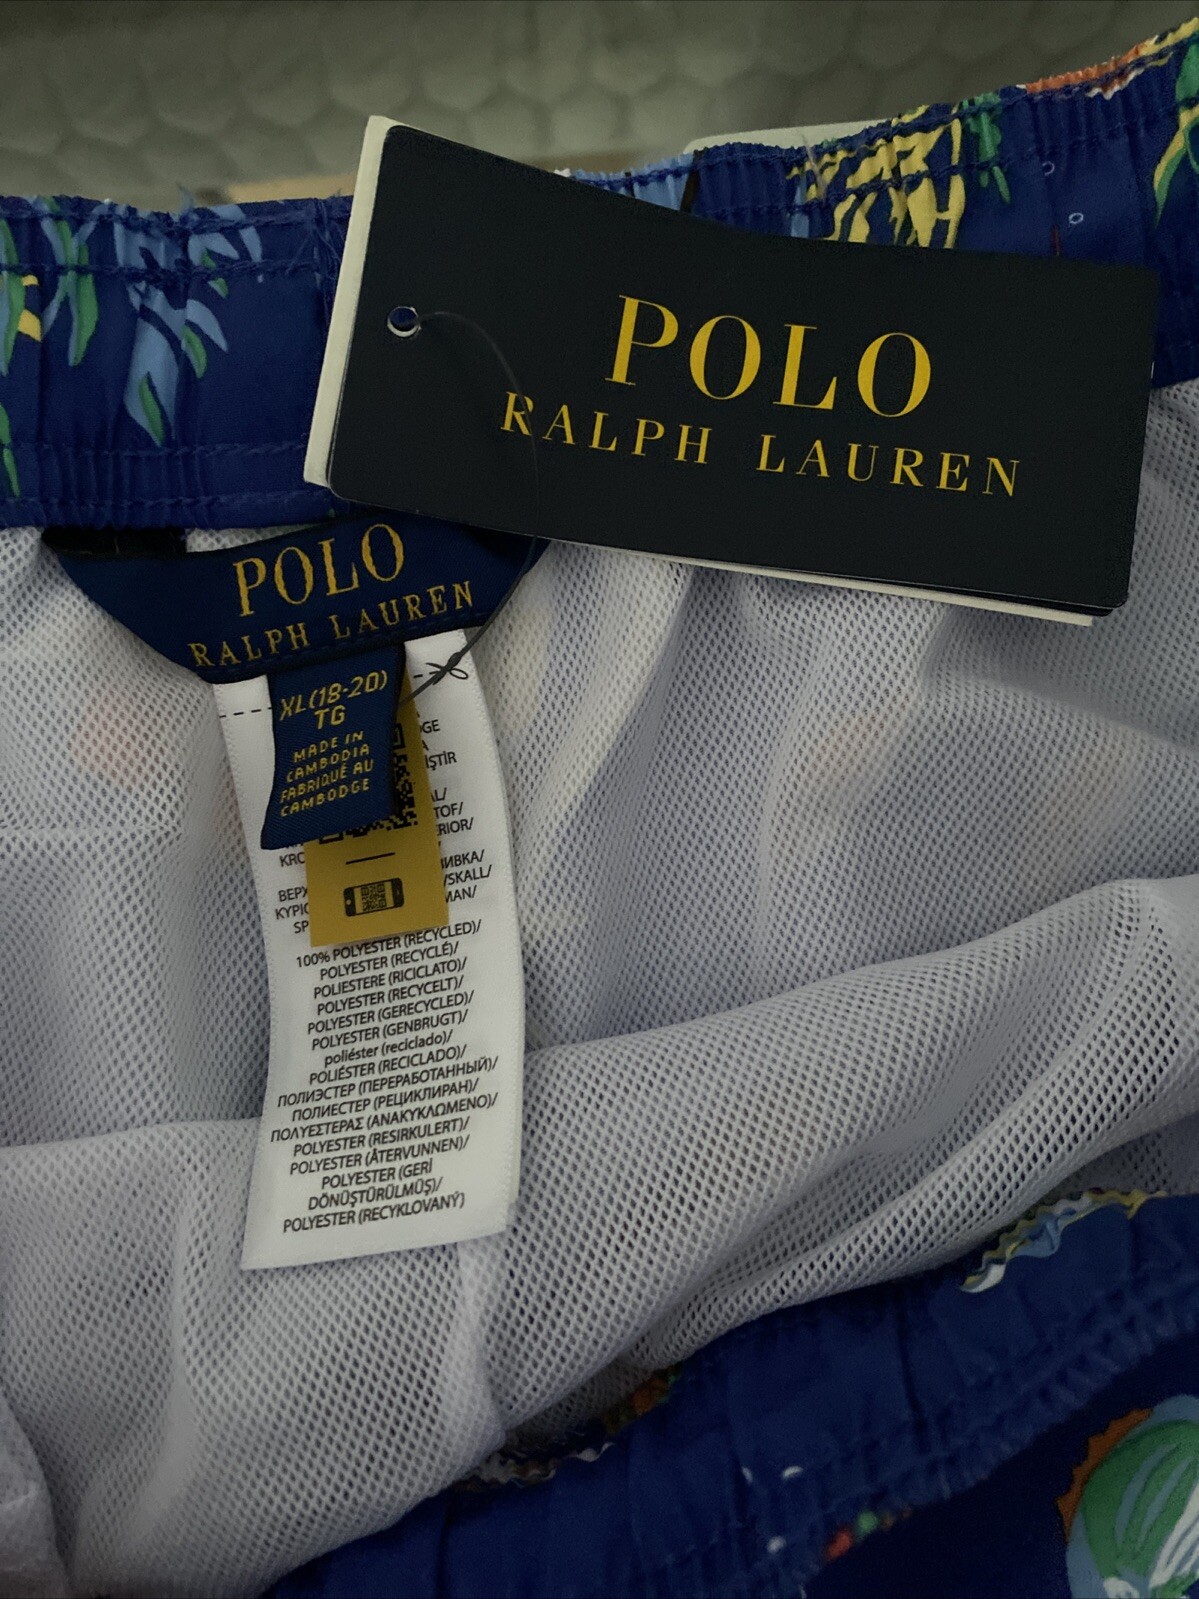 POLO
RALPH LAUREN
POLO
RALPH LAUREN
XL (18-20)
TG
MADE IN
CAMBODIA
FABRIQUÉ AU
CAMBODGE
100% POLYESTER (RECYCLED)/
POLYESTER (RECYCLÉ)/
POLIESTERE (RICICLATO)/
POLYESTER (RECYCELT)/
POLYESTER (GERECYCLED)/
POLYESTER (GENBRUGT)/
poliéster (reciclado)/
POLIÉSTER (RECICLADO)/
ПОЛИЭСТЕР (ПЕРЕРАБОТАННЫЙ)/
ПОЛИЕСТЕР (РЕЦИКЛИРАН)/
ΠΟΛΥΕΣΤΕΡΑΣ (ΑΝΑΚΥΚΛΩΜΕΝΟ)/
POLYESTER (RESIRKULERT)/
POLYESTER (ÅTERVUNNEN)/
POLYESTER (GERİ
DÖNÜŞTÜRÜLMÜŞ)/
POLYESTER (RECYKLOVANÝ)